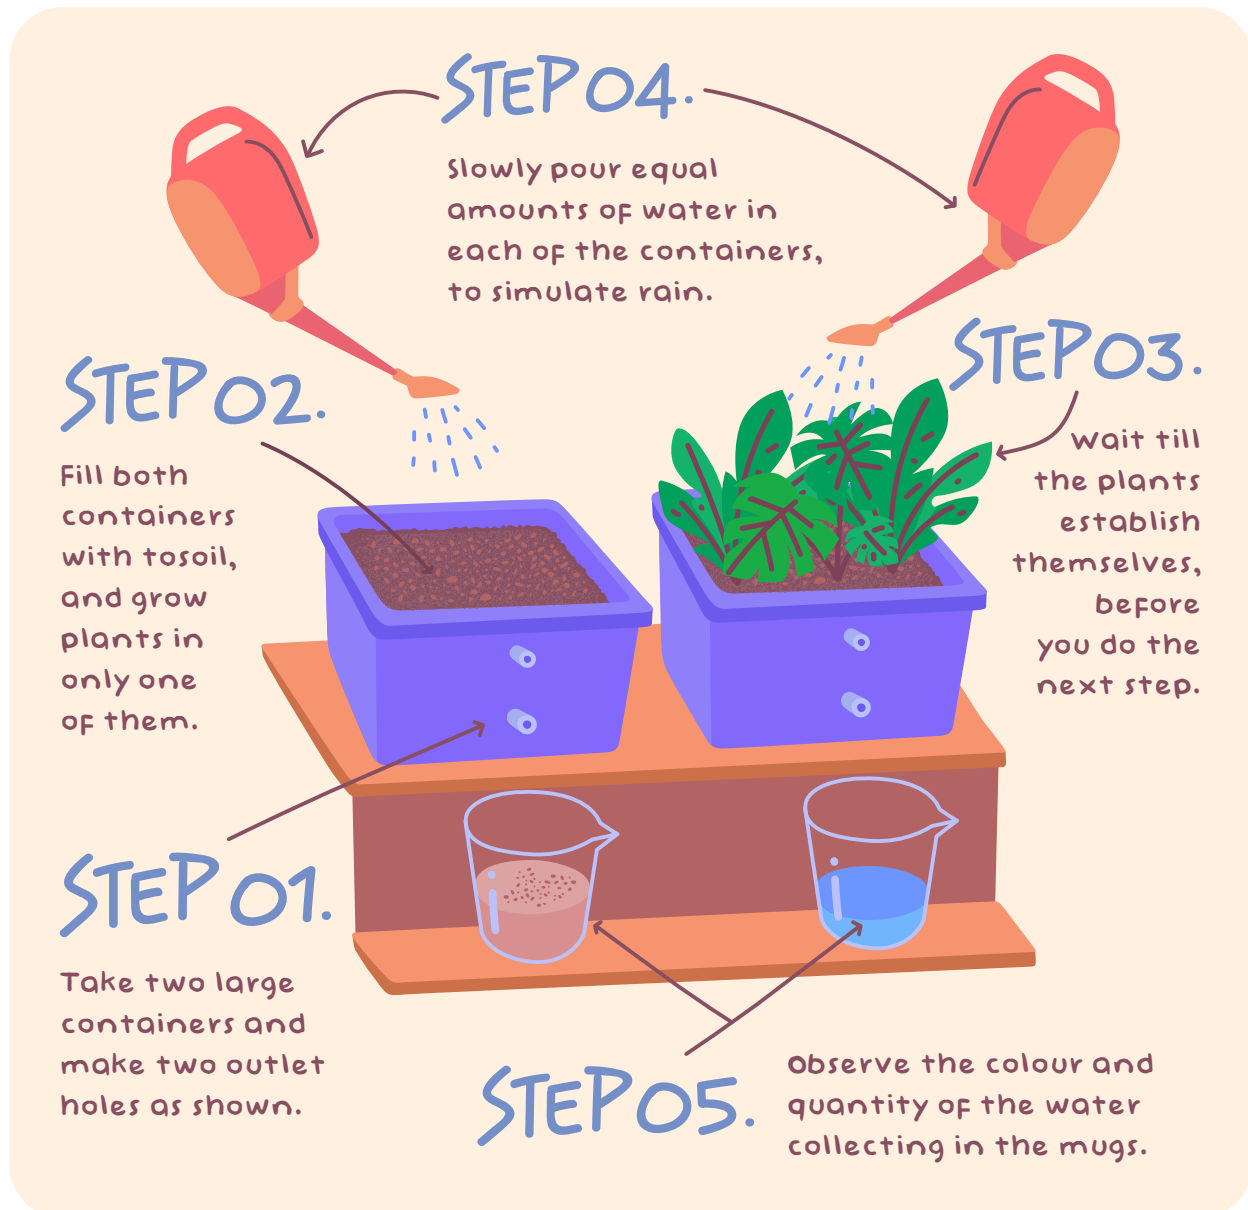 STEP 04.
Slowly pour equal
amounts of water in
each of the containers,
to simulate rain.
STEP 02.
Fill both
containers
with tosoil,
and grow
plants in
only one
of them.
STEP 03.
Wait till
the plants
establish
themselves,
before
you do the
next step.
STEP 01.
Take two large
containers and
make two outlet
holes as shown.
STEP 05.
Observe the colour and
quantity of the water
collecting in the mugs.